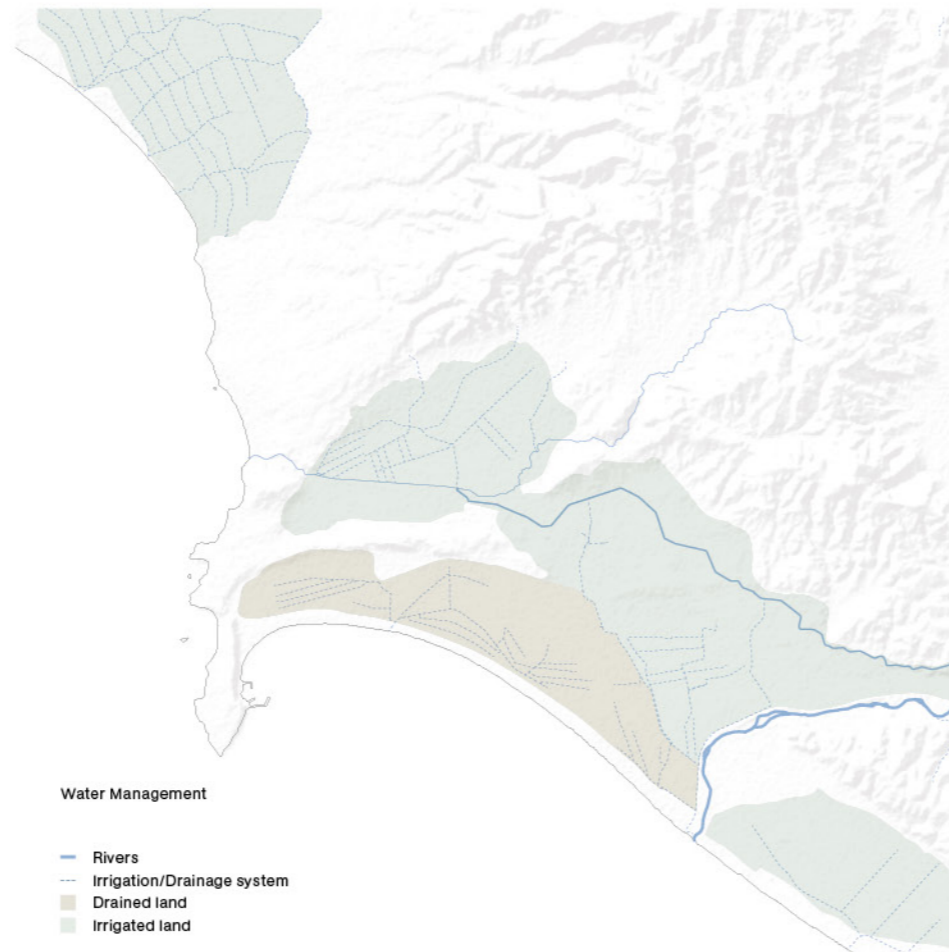 Water Management
Rivers
Irrigation/Drainage system
Drained land
Irrigated land